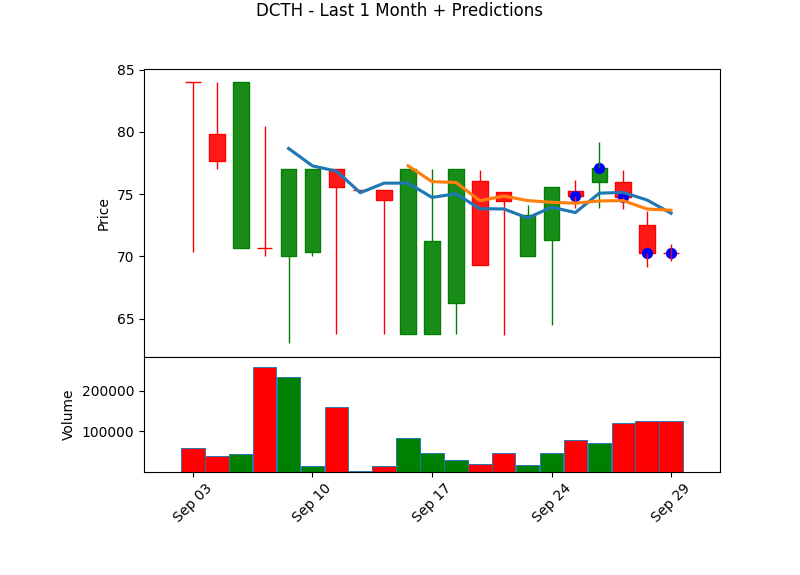 DCTH - Last 1 Month + Predictions
85
80
75
70
65
Price
200000
100000
Volume
Sep 03
Sep 10
Sep 17
Sep 24
Sep 29